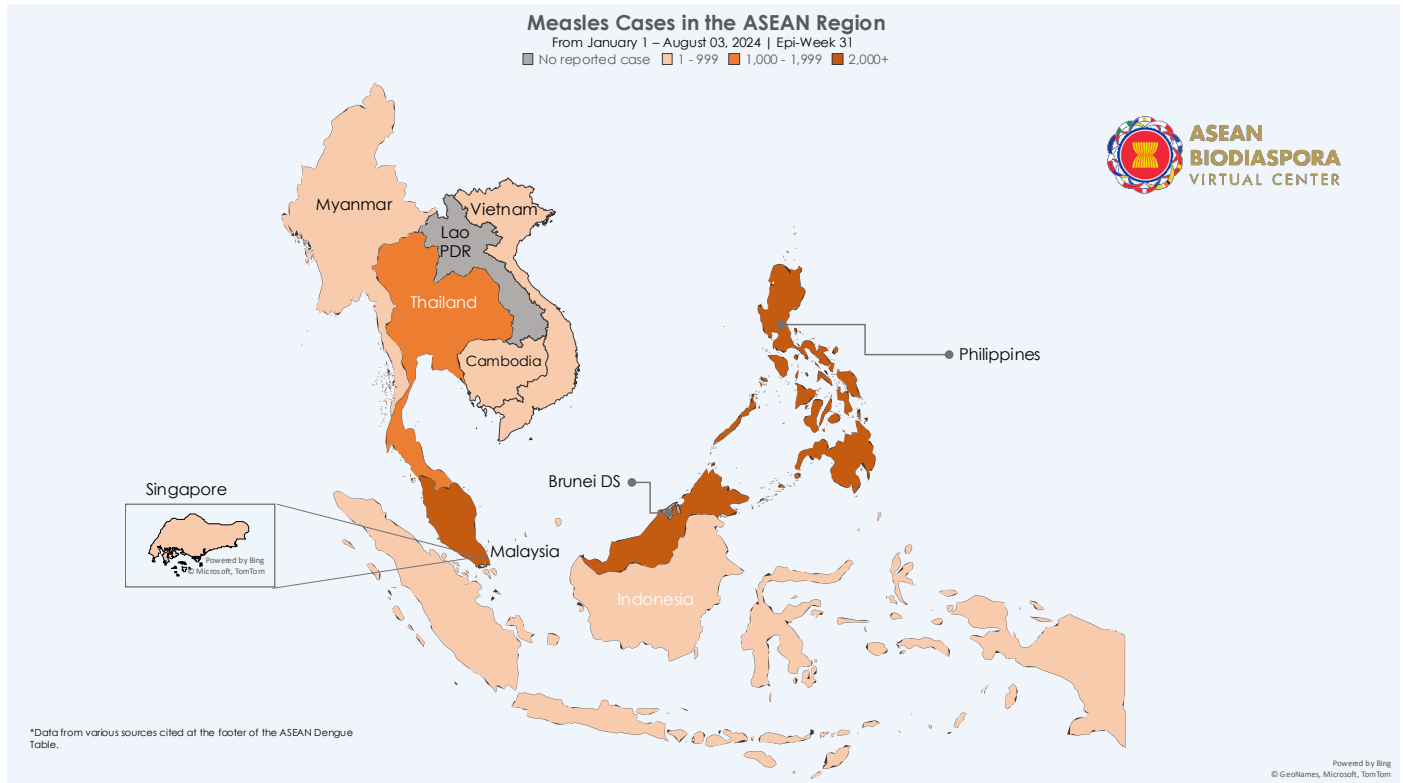 Measles Cases in the ASEAN Region
From January 1 – August 03, 2024 | Epi-Week 31
No reported case 1 - 999 1,000 - 1,999 2,000+
ASEAN
BIODIASPORA
VIRTUAL CENTER
Myanmar
Vietnam
Lao
PDR
Thailand
Cambodia
Philippines
Brunei DS
Singapore
Powered by Bing
© Microsoft, TomTom
Malaysia
Indonesia
*Data from various sources cited at the footer of the ASEAN Dengue
Table.
Powered by Bing
© GeoNames, Microsoft, TomTom